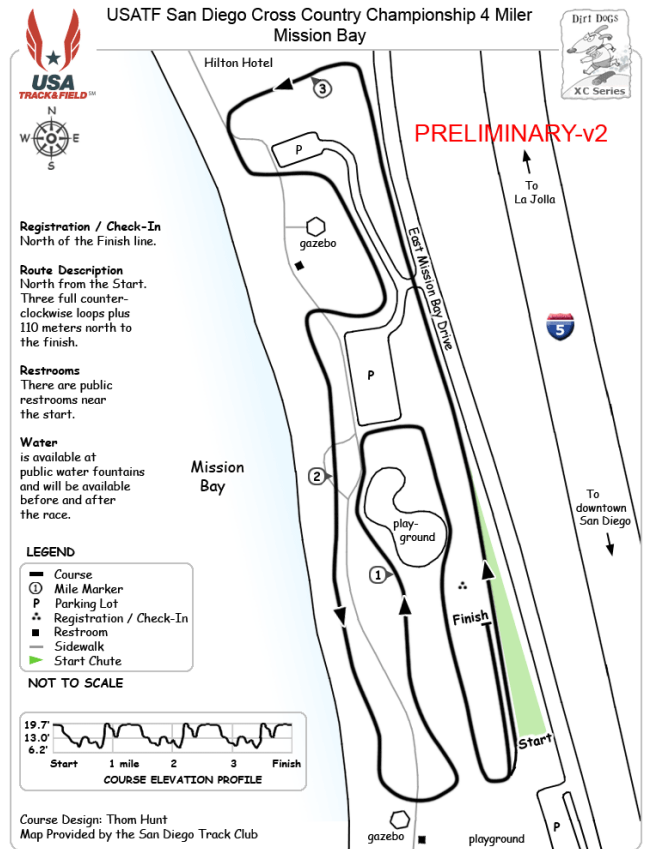 USATF San Diego Cross Country Championship 4 Miler
Mission Bay
USA
TRACK&FIELD SM
Dirt Dogs
XC Series
N
W E
S
Hilton Hotel
3
PRELIMINARY-v2
To
La Jolla
P
Registration / Check-In
North of the Finish line.
gazebo
East Mission Bay Drive
Route Description
North from the Start.
Three full counter-
clockwise loops plus
110 meters north to
the finish.
5
Restrooms
There are public
restrooms near
the start.
P
Water
is available at
public water fountains
and will be available
before and after
the race.
Mission
Bay
2
To
downtown
San Diego
play-
ground
1
LEGEND
Course
1 Mile Marker
P Parking Lot
Registration / Check-In
Restroom
Sidewalk
Start Chute
NOT TO SCALE
Finish
Start
19.7'
13.0'
6.2'
Start 1 mile 2 3 Finish
COURSE ELEVATION PROFILE
Course Design: Thom Hunt
Map Provided by the San Diego Track Club
gazebo
playground
P